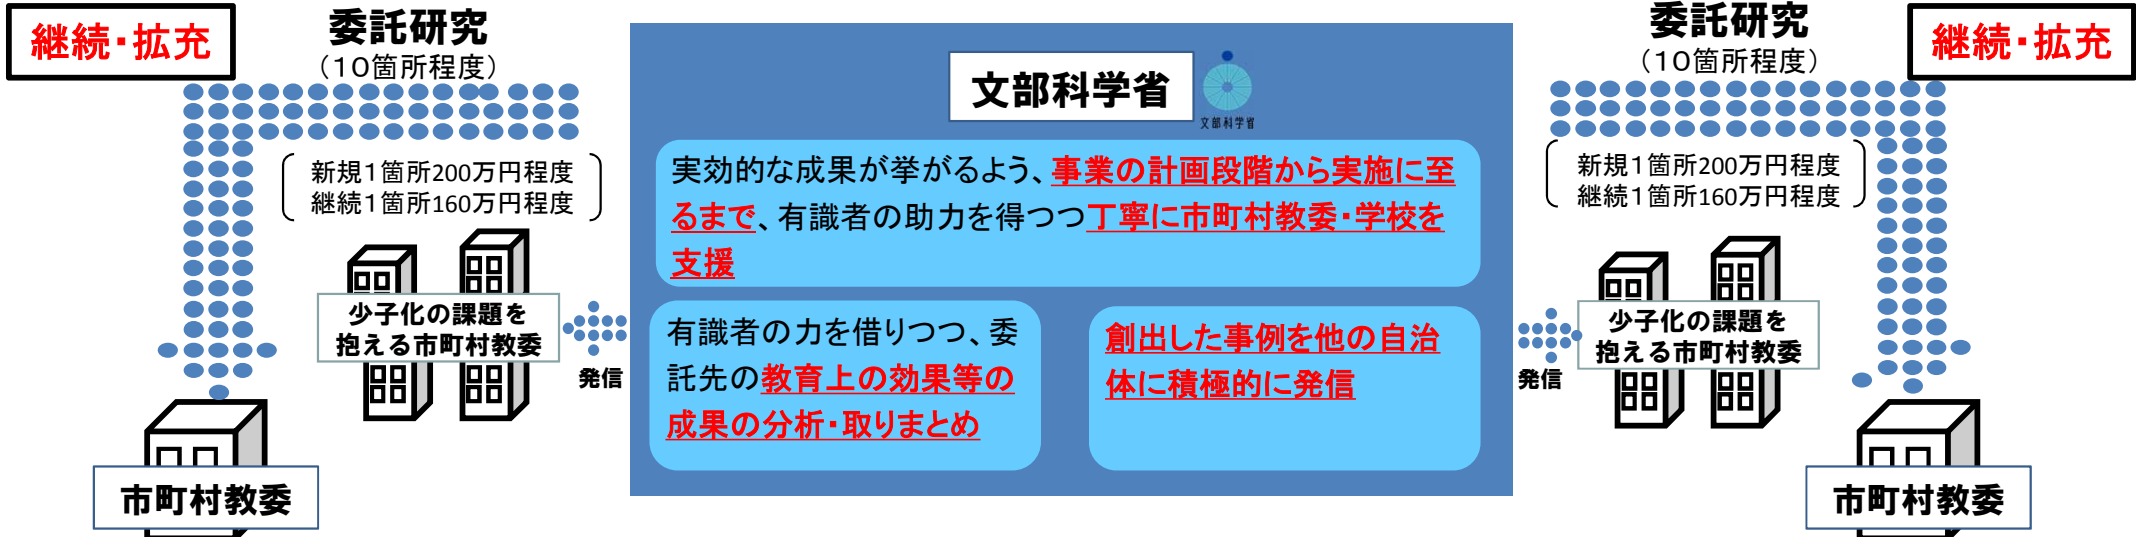 継続・拡充
委託研究
（１０箇所程度）
新規１箇所200万円程度
継続１箇所160万円程度
少子化の課題を
抱える市町村教委
発信
市町村教委
文部科学省
文部科学省
実効的な成果が挙がるよう、事業の計画段階から実施に至
るまで、有識者の助力を得つつ丁寧に市町村教委・学校を
支援
有識者の力を借りつつ、委
託先の教育上の効果等の
成果の分析・取りまとめ
創出した事例を他の自治
体に積極的に発信
委託研究
（１０箇所程度）
継続・拡充
新規１箇所200万円程度
継続１箇所160万円程度
少子化の課題を
抱える市町村教委
発信
市町村教委